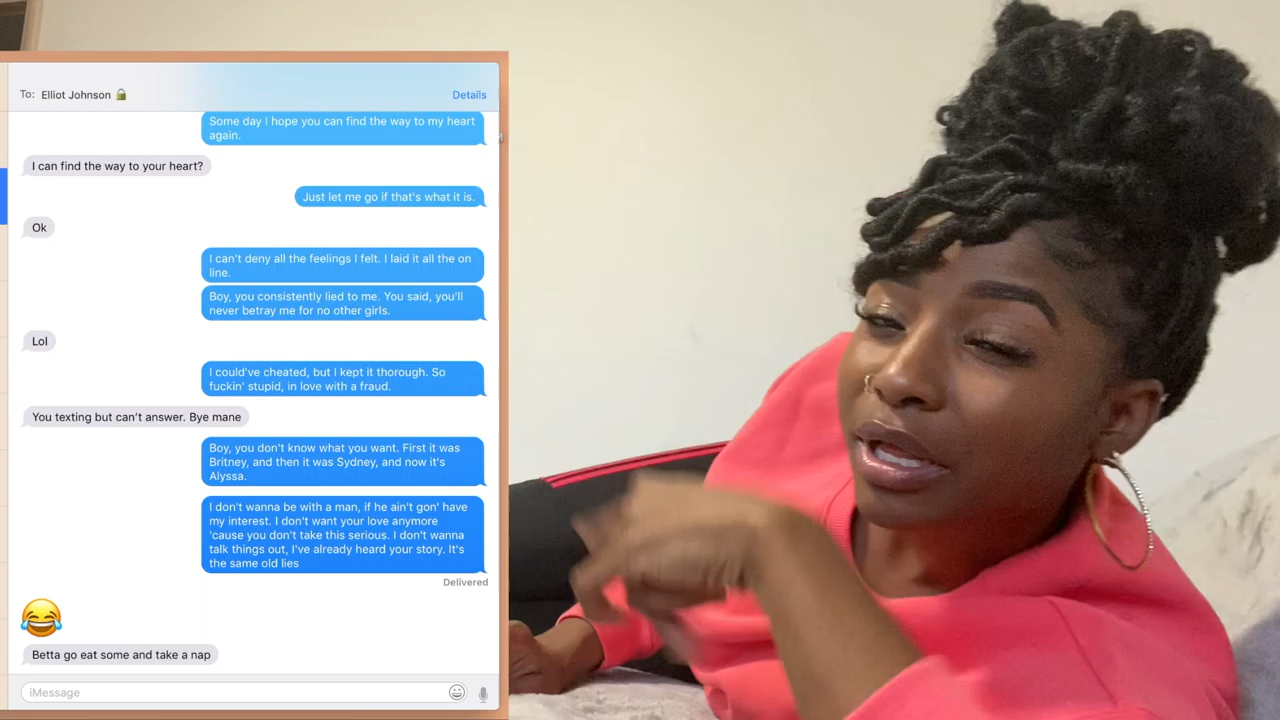 To: Elliot Johnson 🔒
Details
Some day I hope you can find the way to my heart
again.
I can find the way to your heart?
Just let me go if that's what it is.
Ok
I can't deny all the feelings I felt. I laid it all the on
line.
Boy, you consistently lied to me. You said, you'll
never betray me for no other girls.
Lol
I could've cheated, but I kept it thorough. So
fuckin' stupid, in love with a fraud.
You texting but can't answer. Bye mane
Boy, you don't know what you want. First it was
Britney, and then it was Sydney, and now it's
Alyssa.
I don't wanna be with a man, if he ain't gon' have
my interest. I don't want your love anymore
'cause you don't take this serious. I don't wanna
talk things out, I've already heard your story. It's
the same old lies
Delivered
😂
Betta go eat some and take a nap
iMessage